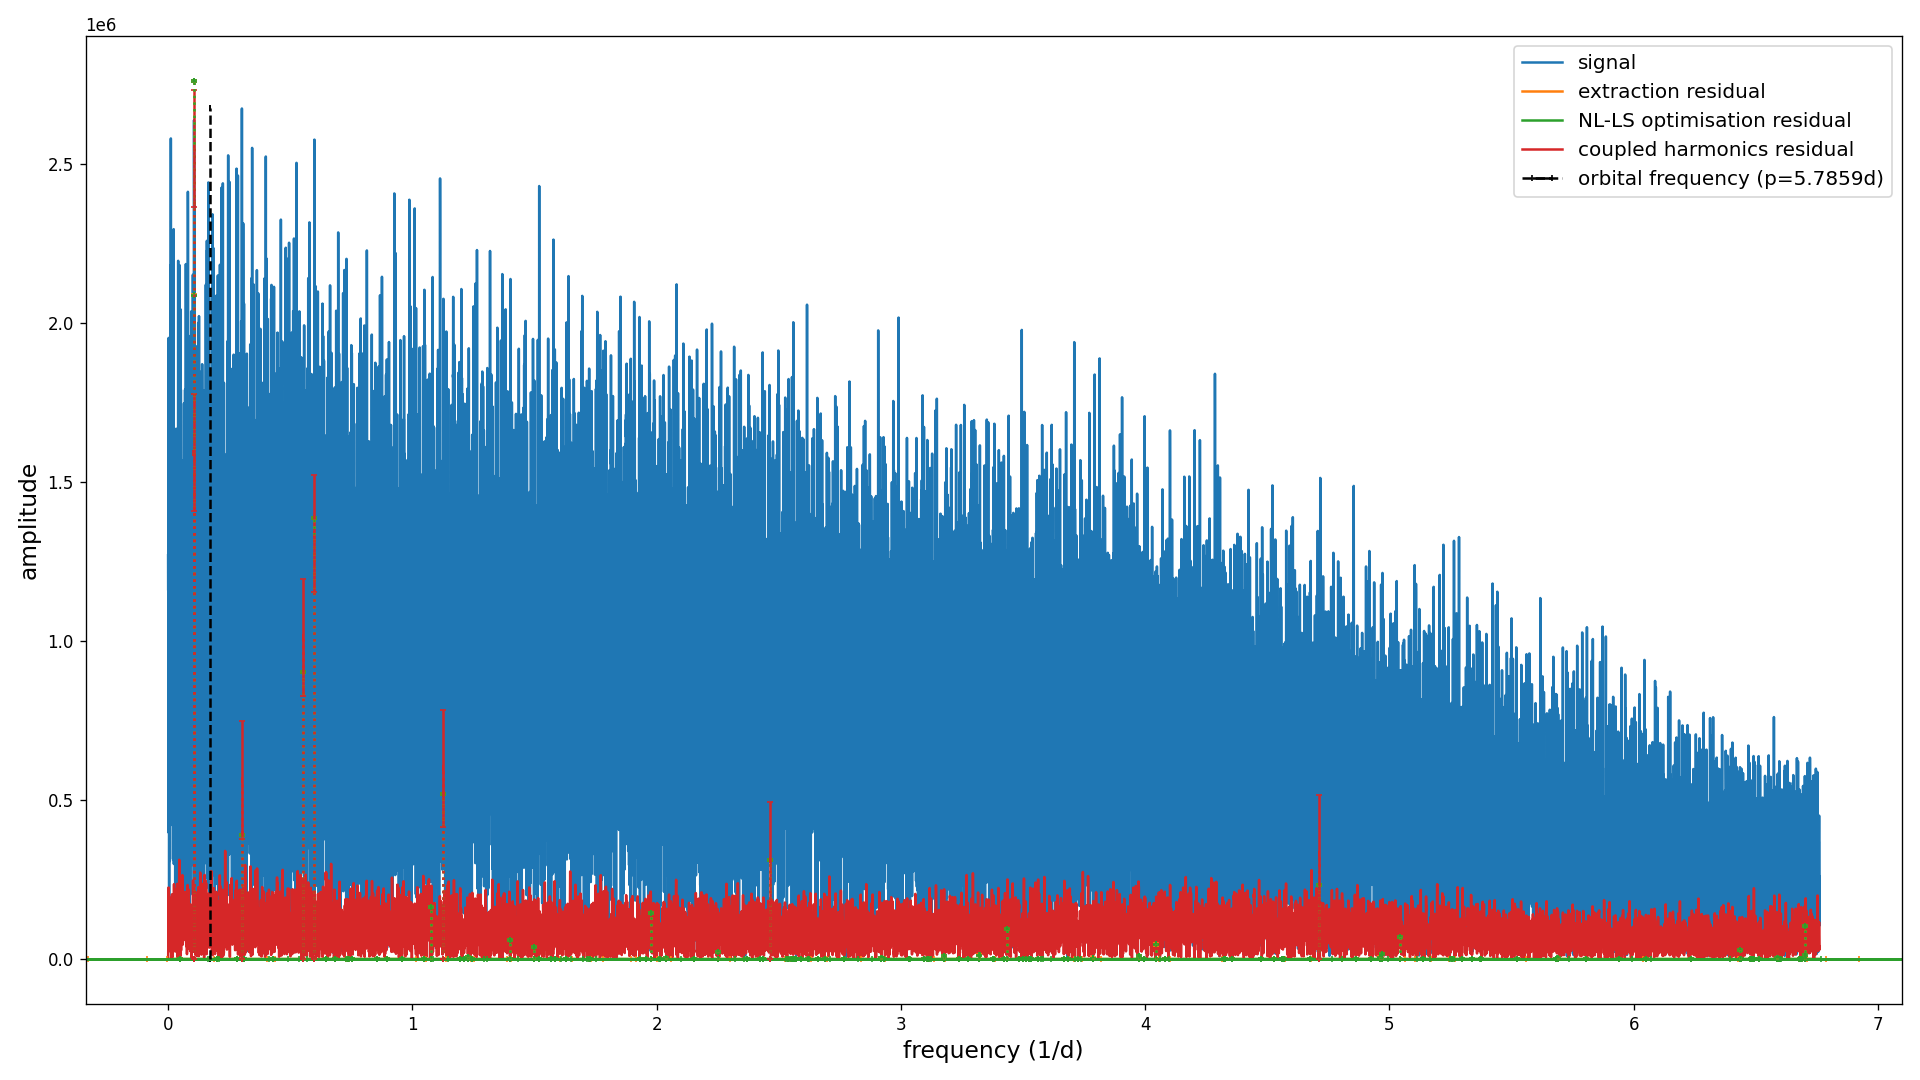 1e6
signal
extraction residual
NL-LS optimisation residual
coupled harmonics residual
orbital frequency (p=5.7859d)
2.5
2.0
1.5
1.0
0.5
0.0
amplitude
0 1 2 3 4 5 6 7
frequency (1/d)